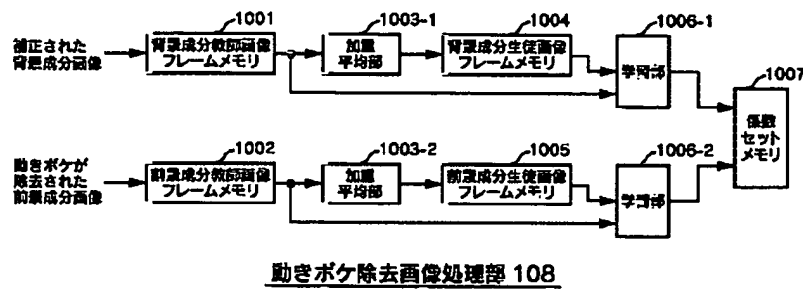 1001
1003-1
1004
1006-1
補正された
背景成分画像
背景成分教師画像
フレームメモリ
加重
平均部
背景成分生徒画像
フレームメモリ
学習部
1007
係数
セット
メモリ
1002
1003-2
1005
1006-2
動きボケが
除去された
前景成分画像
前景成分教師画像
フレームメモリ
加重
平均部
前景成分生徒画像
フレームメモリ
学習部
動きボケ除去画像処理部 108